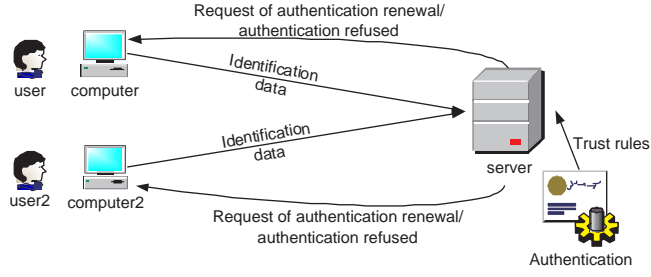 Request of authentication renewal/
authentication refused
Identification
data
user
computer
Identification
data
server
Trust rules
user2
computer2
Request of authentication renewal/
authentication refused
Authentication